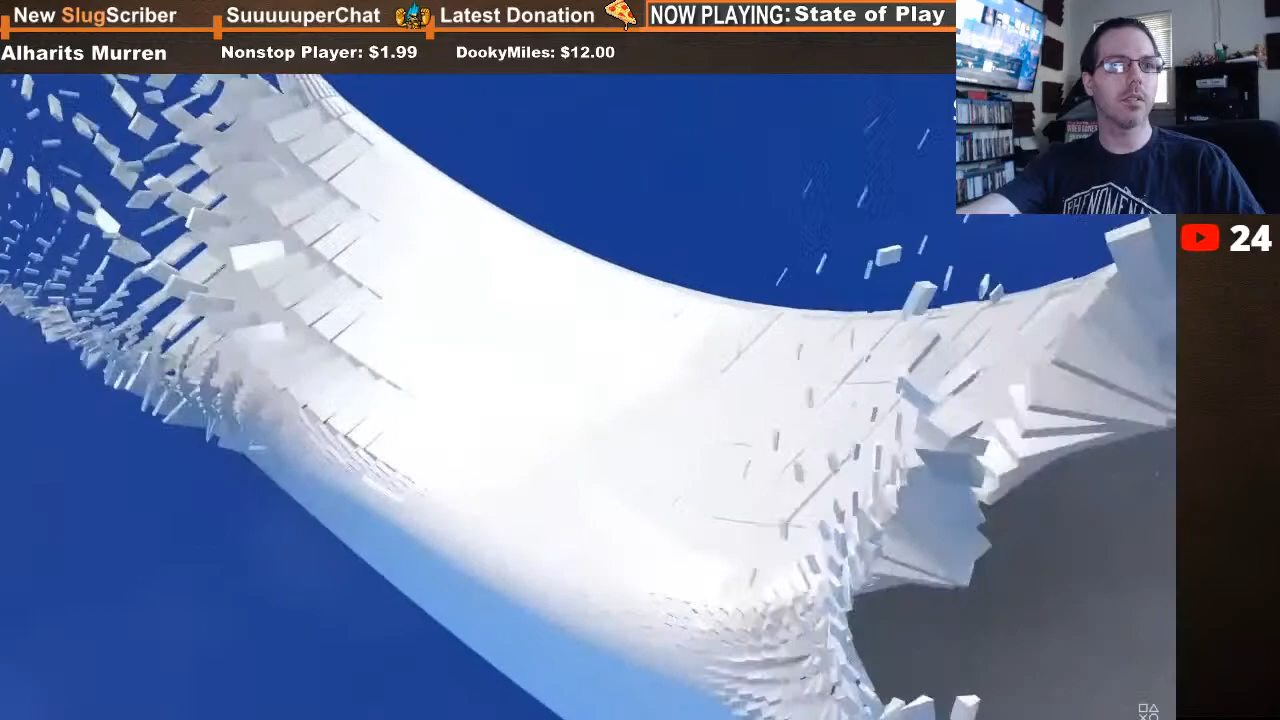 New SlugScriber
SuuuuuperChat
Latest Donation
NOW PLAYING: State of Play
Alharits Murren
Nonstop Player: $1.99
DookyMiles: $12.00
24